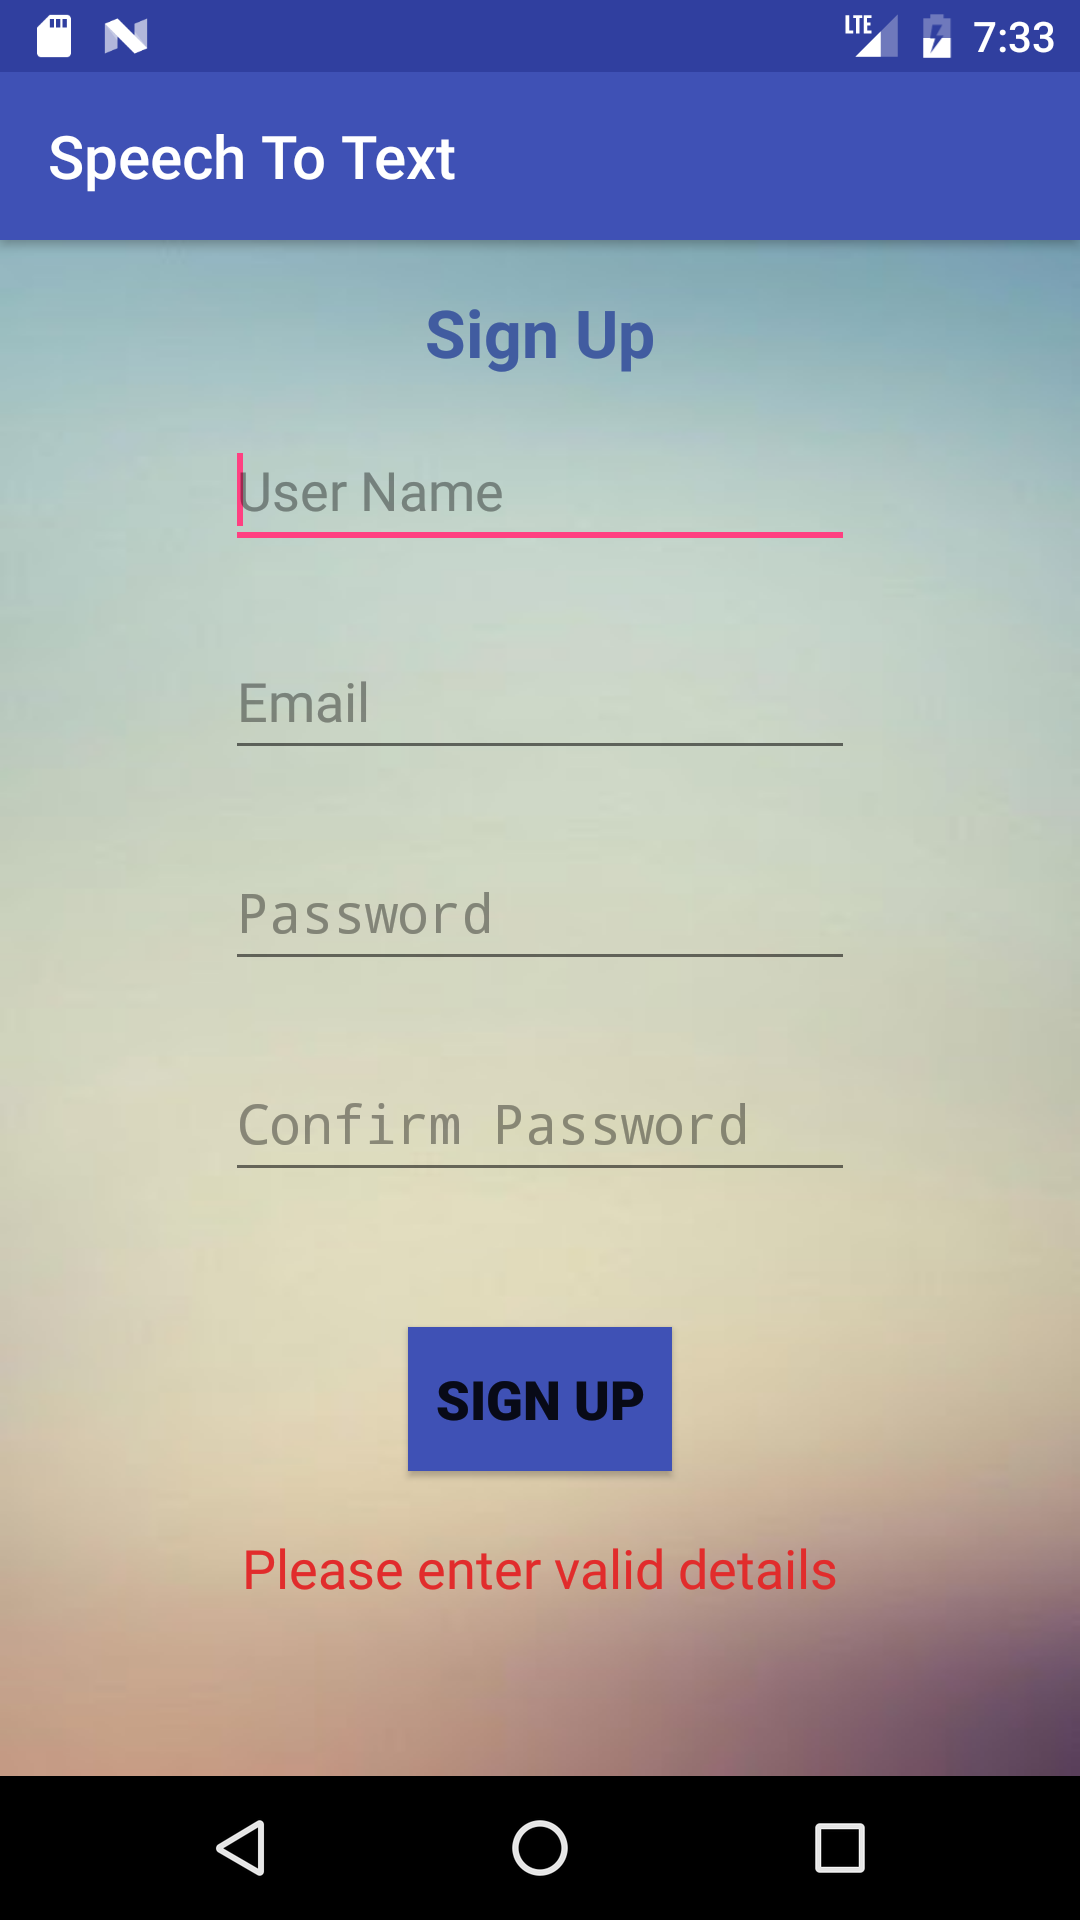 LTE 7:33
Speech To Text
Sign Up
User Name
Email
Password
Confirm Password
SIGN UP
Please enter valid details